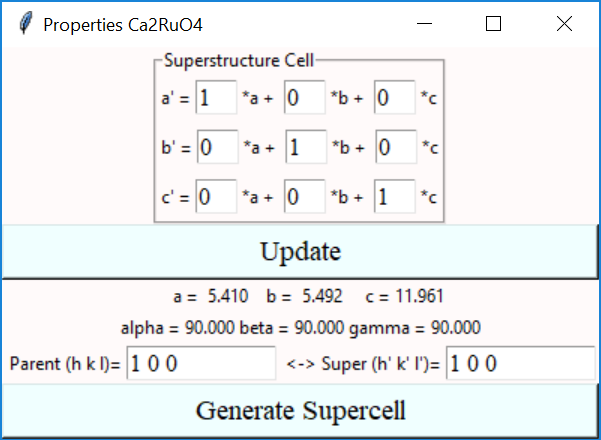 Properties Ca2RuO4
Superstructure Cell
a' = 1 *a + 0 *b + 0 *c
b' = 0 *a + 1 *b + 0 *c
c' = 0 *a + 0 *b + 1 *c
Update
a = 5.410 b = 5.492 c = 11.961
alpha = 90.000 beta = 90.000 gamma = 90.000
Parent (h k l)= 1 0 0 <-> Super (h' k' l')= 1 0 0
Generate Supercell